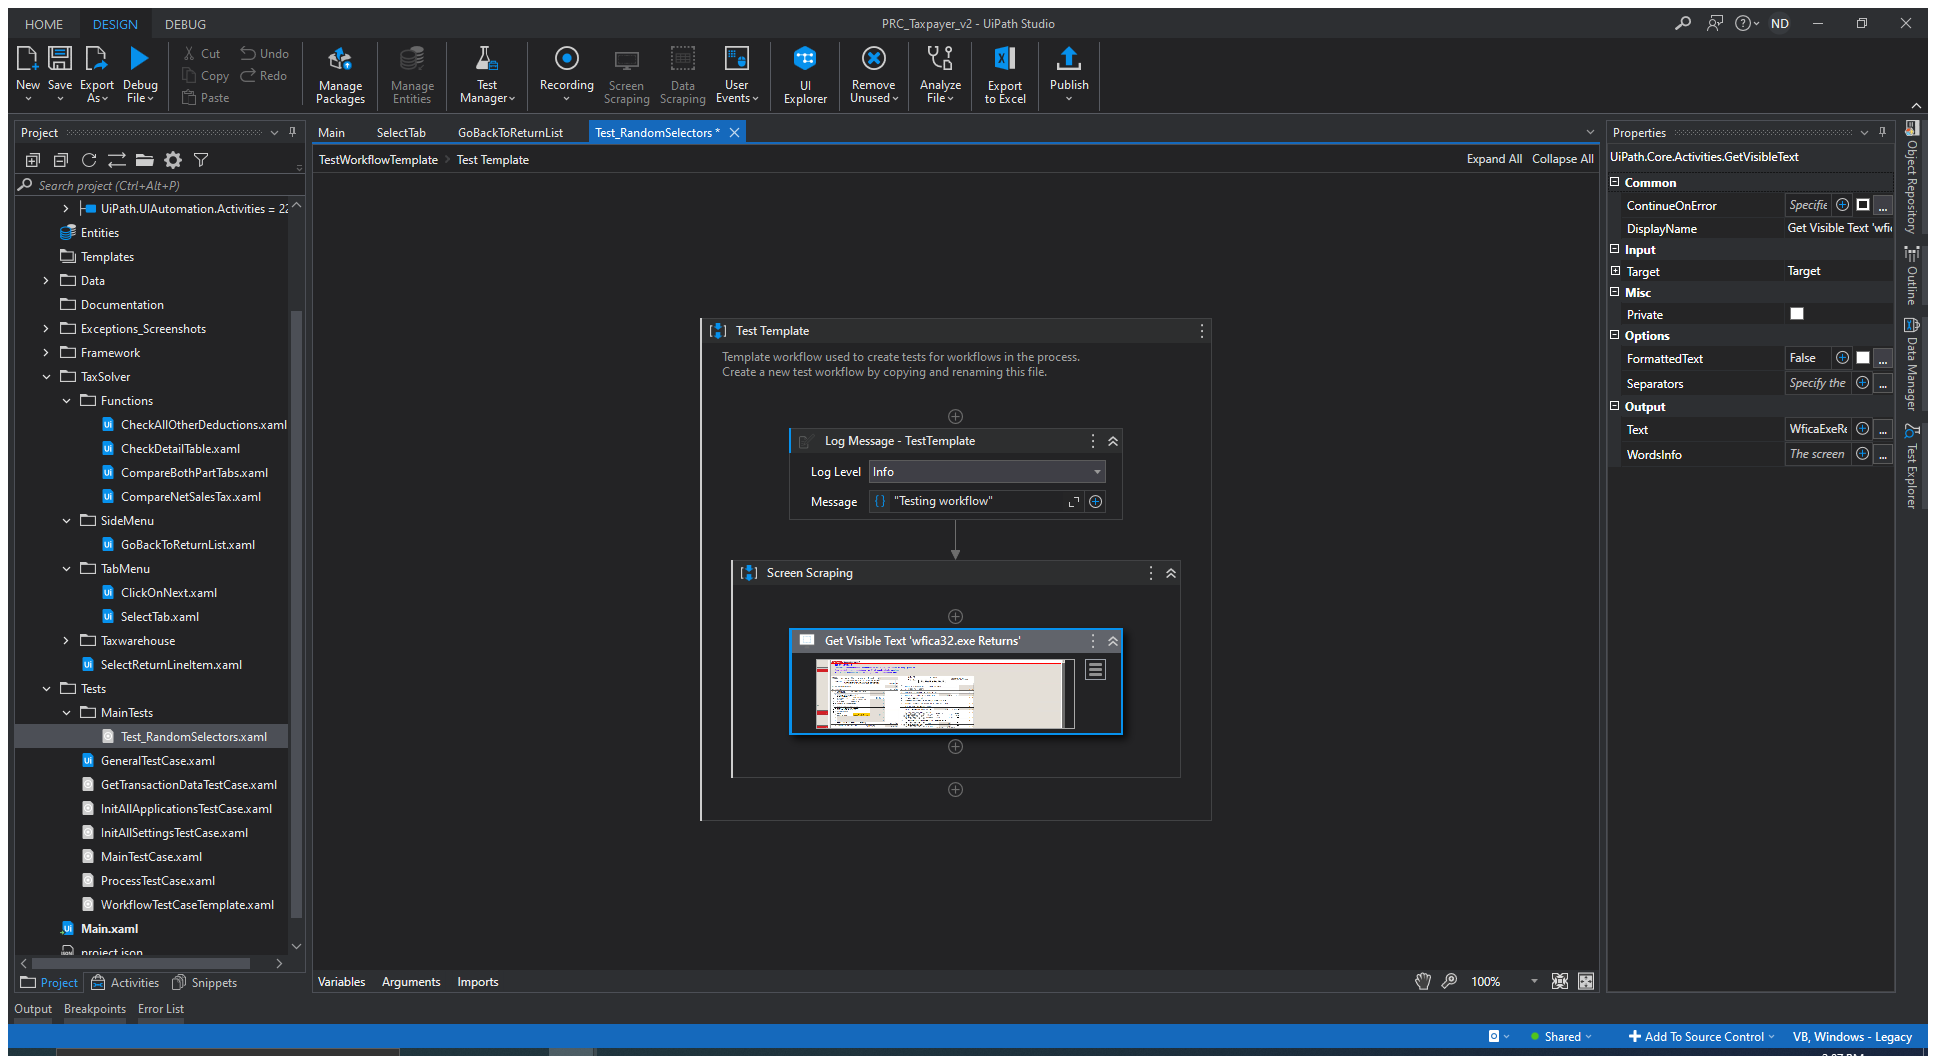 HOME
DESIGN
DEBUG
PRC_Taxpayer_v2 - UiPath Studio
ND
New
Save
Export
As
Debug
File
Cut
Copy
Paste
Undo
Redo
Manage
Packages
Manage
Entities
Test
Manager
Recording
Screen
Scraping
Data
Scraping
User
Events
UI
Explorer
Remove
Unused
Analyze
File
Export
to Excel
Publish
Project
Search project (Ctrl+Alt+P)
UiPath.UIAutomation.Activities = 22
Entities
Templates
Data
Documentation
Exceptions_Screenshots
Framework
TaxSolver
Functions
CheckAllOtherDeductions.xaml
CheckDetailTable.xaml
CompareBothPartTabs.xaml
CompareNetSalesTax.xaml
SideMenu
GoBackToReturnList.xaml
TabMenu
ClickOnNext.xaml
SelectTab.xaml
Taxwarehouse
SelectReturnLineItem.xaml
Tests
MainTests
Test_RandomSelectors.xaml
GeneralTestCase.xaml
GetTransactionDataTestCase.xaml
InitAllApplicationsTestCase.xaml
InitAllSettingsTestCase.xaml
MainTestCase.xaml
ProcessTestCase.xaml
WorkflowTestCaseTemplate.xaml
Main.xaml
project.json
Project
Activities
Snippets
Main
SelectTab
GoBackToReturnList
Test_RandomSelectors *
TestWorkflowTemplate
Test Template
Expand All
Collapse All
Test Template
Template workflow used to create tests for workflows in the process.
Create a new test workflow by copying and renaming this file.
Log Message - TestTemplate
Log Level
Info
Message
"Testing workflow"
Screen Scraping
Get Visible Text 'wfica32.exe Returns'
Variables
Arguments
Imports
100%
Properties
UiPath.Core.Activities.GetVisibleText
Common
ContinueOnError
Specifie
DisplayName
Get Visible Text 'wfic
Input
Target
Target
Misc
Private
Options
FormattedText
False
Separators
Specify the
Output
Text
WficaExeRe
WordsInfo
The screen
Object Repository
Outline
Data Manager
Test Explorer
Output
Breakpoints
Error List
Shared
Add To Source Control
VB, Windows - Legacy